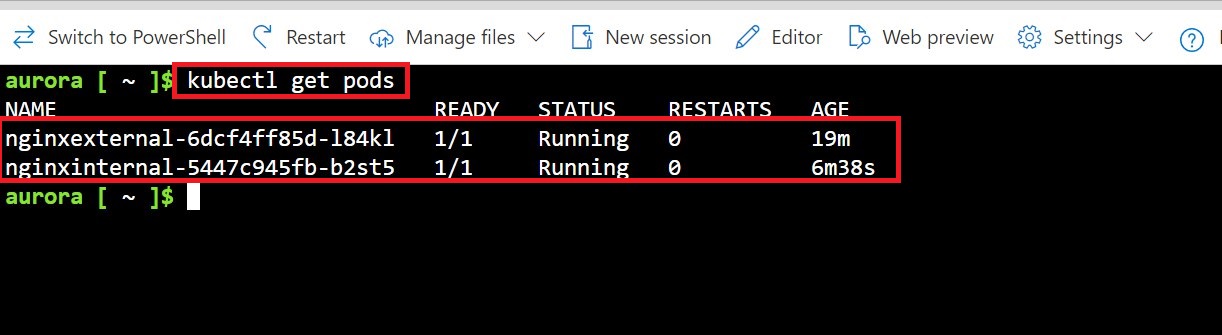 Switch to PowerShell Restart Manage files New session Editor Web preview Settings ?
aurora [ ~ ]$ kubectl get pods
NAME READY STATUS RESTARTS AGE
nginxexternal-6dcf4ff85d-l84kl 1/1 Running 0 19m
nginxinternal-5447c945fb-b2st5 1/1 Running 0 6m38s
aurora [ ~ ]$